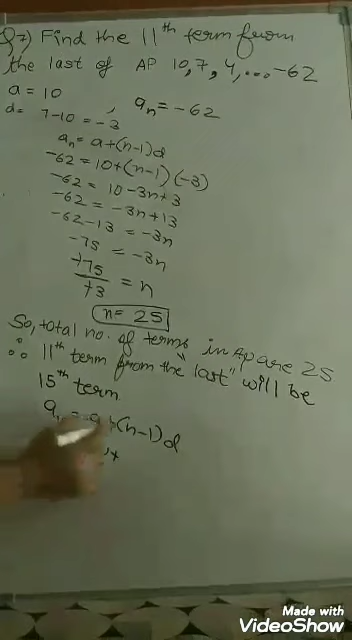 Q7) Find the 11th term from
the last of AP 10, 7, 4, ... -62
a = 10 , an = -62
d = 7-10 = -3
an = a+(n-1)d
-62 = 10+(n-1)(-3)
-62 = 10-3n+3
-62 = -3n+13
-62-13 = -3n
-75 = -3n
+75/+3 = n
n = 25
So, total no. of terms in AP are 25
∴ 11th term from the "last" will be
15th term
= a+(n-1)d
Made with
VideoShow